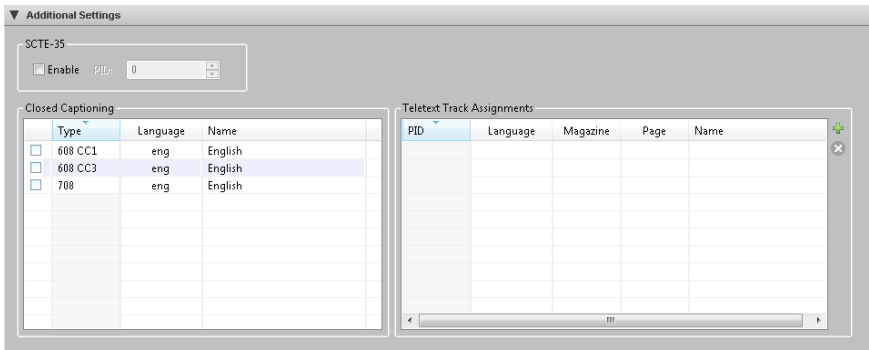 Additional Settings
SCTE-35
Enable PID: 0
Closed Captioning
Type Language Name
608 CC1 eng English
608 CC3 eng English
708 eng English
Teletext Track Assignments
PID Language Magazine Page Name